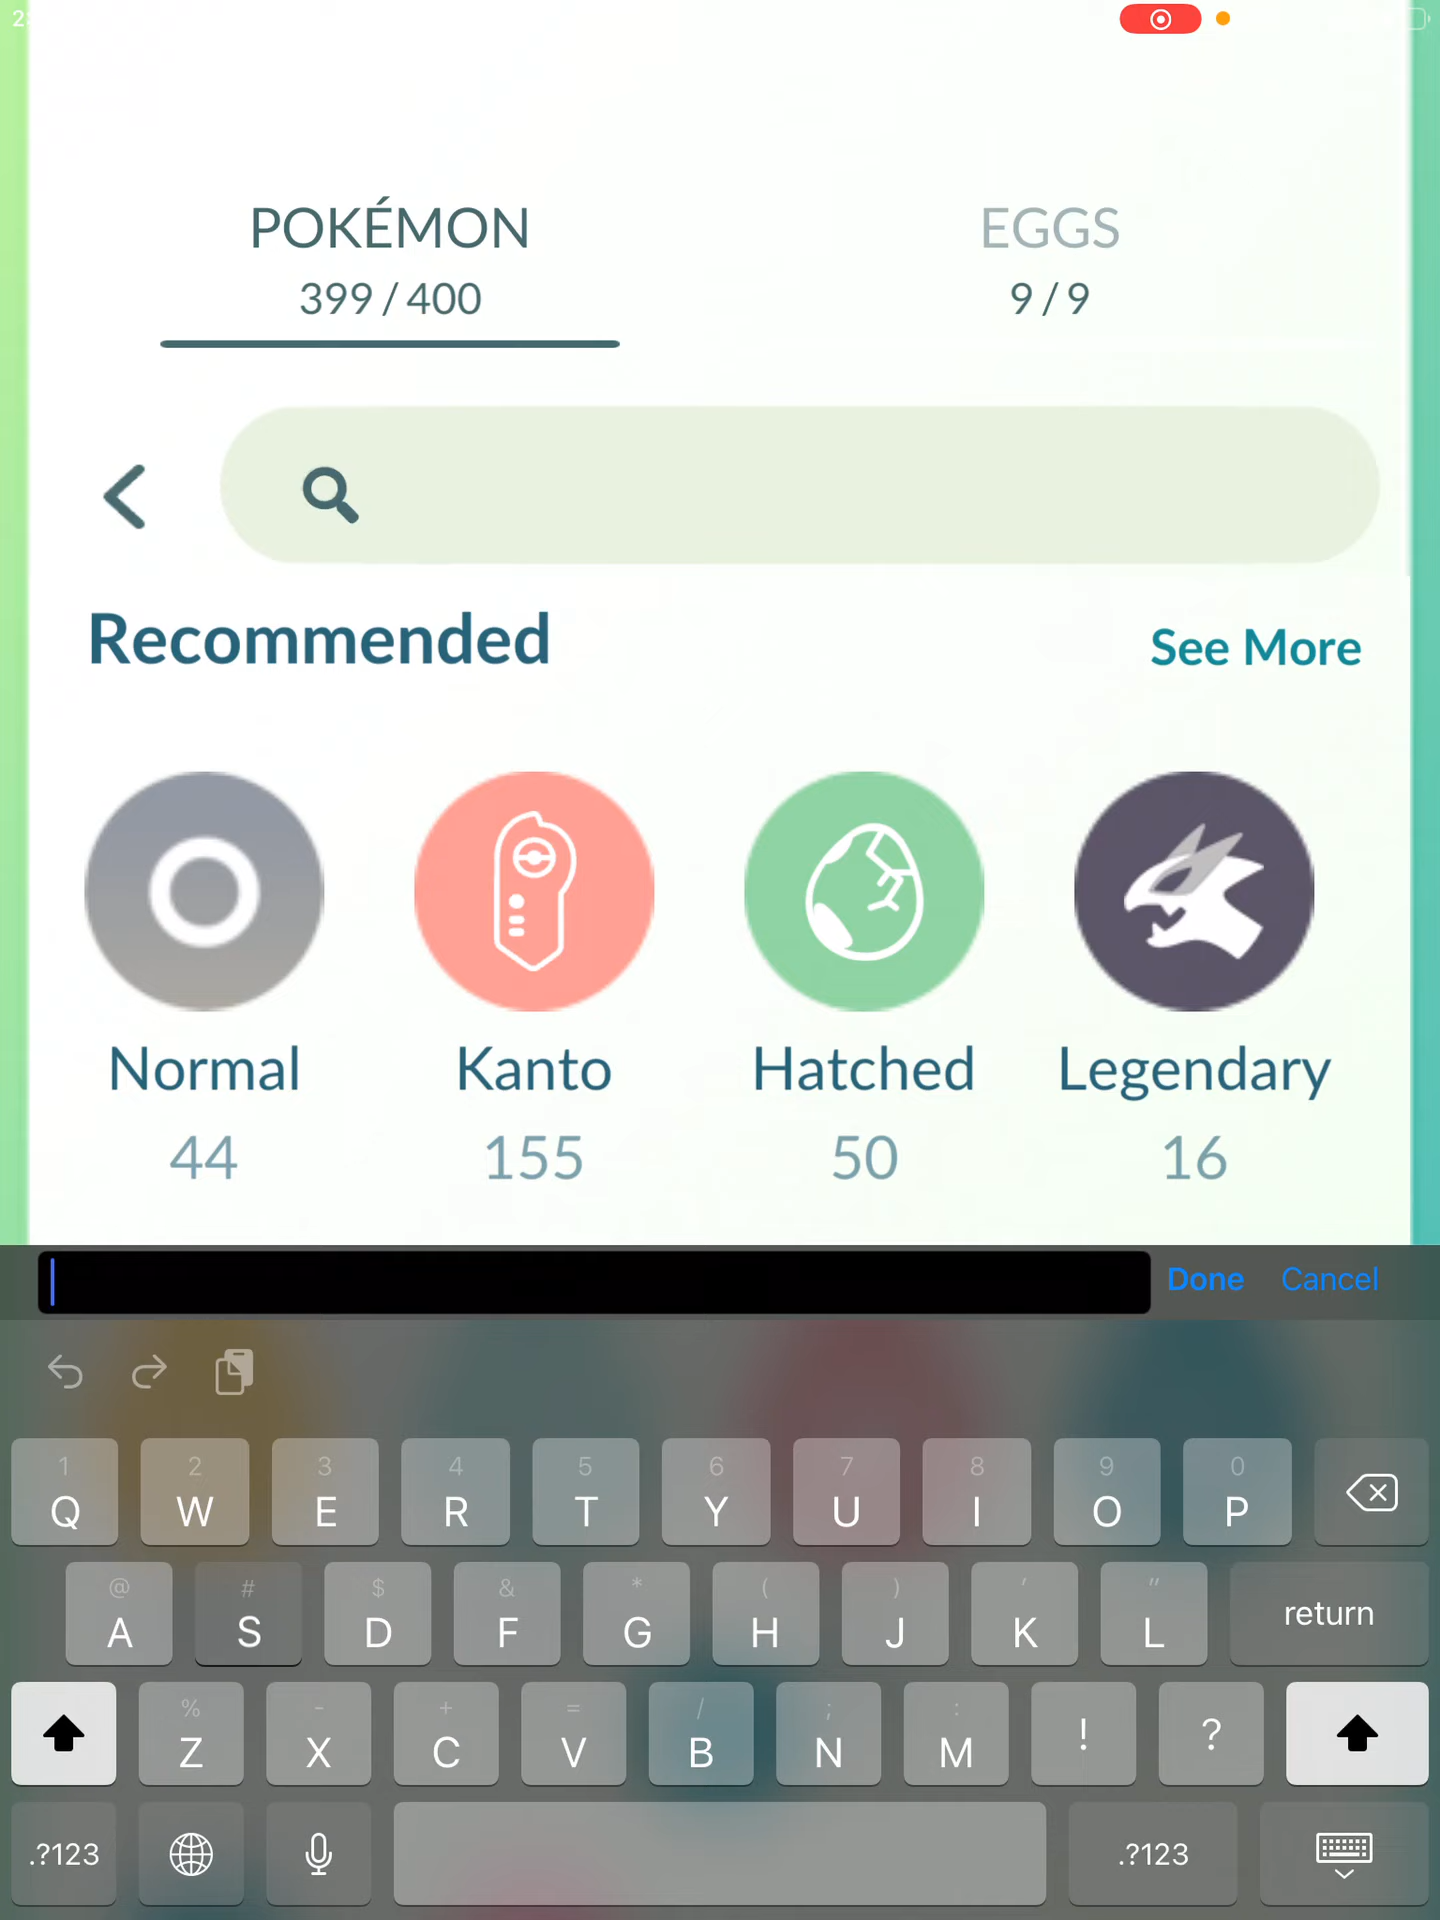 POKÉMON
EGGS
399 / 400
9 / 9
Recommended
See More
Normal
Kanto
Hatched
Legendary
44
155
50
16
Done
Cancel
1 2 3 4 5 6 7 8 9 0
Q W E R T Y U I O P
@ # $ & * ( ) ' "
A S D F G H J K L return
% - + = / ; :
Z X C V B N M ! ?
.?123
.?123